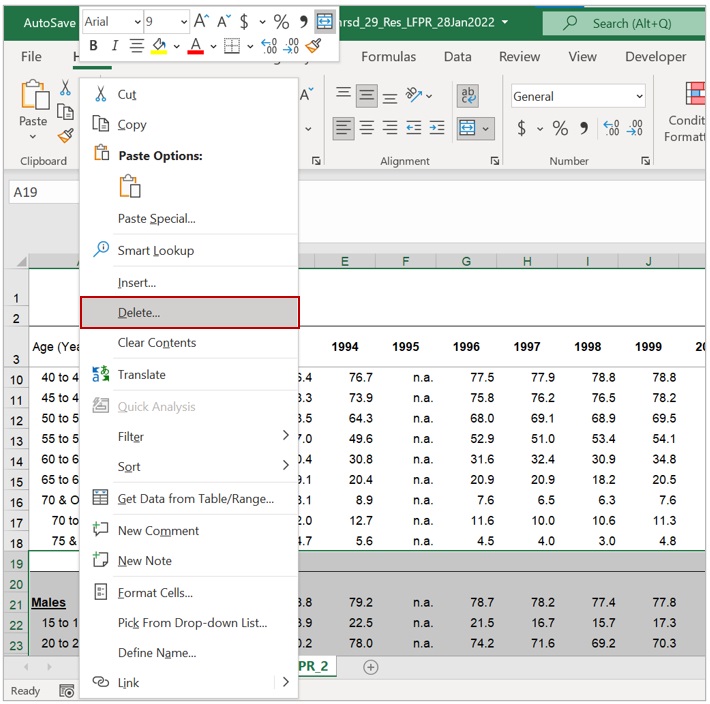 AutoSave
Arial 9 A^ A˅ $ % 9
B I A .00 .00
mrsd_29_Res_LFPR_28Jan2022
Search (Alt+Q)
File H Formulas Data Review View Developer
Paste
Clipboard
ab
General
$ % 9 .00 .00
Alignment
Number
Condit
Formatt
A19
Cut
Copy
Paste Options:
Paste Special...
Smart Lookup
Insert...
Delete...
Clear Contents
Translate
Quick Analysis
Filter
Sort
Get Data from Table/Range...
New Comment
New Note
Format Cells...
Pick From Drop-down List...
Define Name...
Link
E F G H I J
1
2
3 Age (Yea 1994 1995 1996 1997 1998 1999 20
10 40 to 4 6.4 76.7 n.a. 77.5 77.9 78.8 78.8
11 45 to 4 3.3 73.9 n.a. 75.8 76.2 76.5 78.2
12 50 to 5 3.5 64.3 n.a. 68.0 69.1 68.9 69.5
13 55 to 5 7.0 49.6 n.a. 52.9 51.0 53.4 54.1
14 60 to 6 0.4 30.8 n.a. 31.6 32.4 30.9 34.8
15 65 to 6 9.1 20.4 n.a. 20.9 20.9 18.2 20.5
16 70 & O 3.1 8.9 n.a. 7.6 6.5 6.3 7.6
17 70 to 2.0 12.7 n.a. 11.6 10.0 10.6 11.3
18 75 & 4.7 5.6 n.a. 4.5 4.0 3.0 4.8
19
20
21 Males 3.8 79.2 n.a. 78.7 78.2 77.4 77.8
22 15 to 1 3.9 22.5 n.a. 21.5 16.7 15.7 17.3
23 20 to 2 0.2 78.0 n.a. 74.2 71.6 69.2 70.3
PR_2
Ready